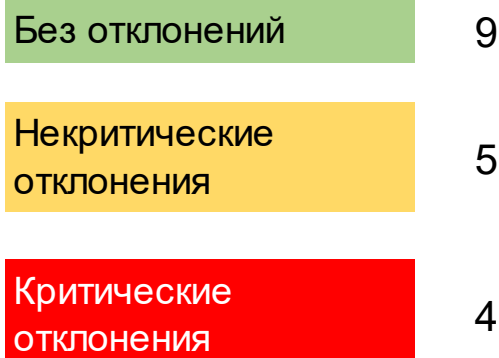 Без отклонений 9
Некритические
отклонения 5
Критические
отклонения 4